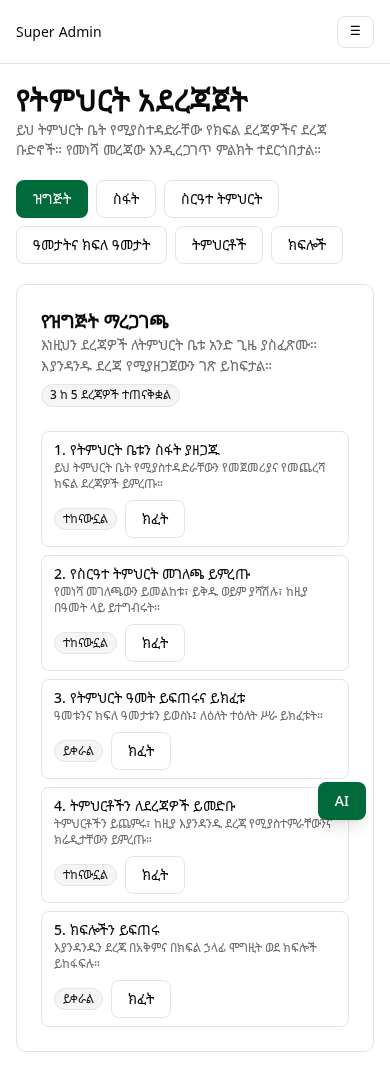 Super Admin
☰
የትምህርት አደረጃጀት
ይህ ትምህርት ቤት የሚያስተዳድራቸው የክፍል ደረጃዎችና ደረጃ
ቡድኖች። የመነሻ መረጃው እንዲረጋገጥ ምልክት ተደርጎበታል።
ዝግጅት
ስፋት
ስርዓተ ትምህርት
ዓመታትና ክፍለ ዓመታት
ትምህርቶች
ክፍሎች
የዝግጅት ማረጋገጫ
እነዚህን ደረጃዎች ለትምህርት ቤቱ አንድ ጊዜ ያስፈጽሙ።
እያንዳንዱ ደረጃ የሚያዘጋጀውን ገጽ ይከፍታል።
3 ከ 5 ደረጃዎች ተጠናቅቋል
1. የትምህርት ቤቱን ስፋት ያዘጋጁ
ይህ ትምህርት ቤት የሚያስተዳድራቸውን የመጀመሪያና የመጨረሻ
ክፍል ደረጃዎች ይምረጡ።
ተከናውኗል
ክፈት
2. የስርዓተ ትምህርት መገለጫ ይምረጡ
የመነሻ መገለጫውን ይመልከቱ፣ ይቅዱ ወይም ያሻሽሉ፣ ከዚያ
በዓመት ላይ ይተግብሩት።
ተከናውኗል
ክፈት
3. የትምህርት ዓመት ይፍጠሩና ይክፈቱ
ዓመቱንና ክፍለ ዓመታቱን ይወስኑ፤ ለዕለት ተዕለት ሥራ ይክፈቱት።
ይቀራል
ክፈት
AI
4. ትምህርቶችን ለደረጃዎች ይመድቡ
ትምህርቶችን ይጨምሩ፣ ከዚያ እያንዳንዱ ደረጃ የሚያስተምራቸውንና
ክሬዲታቸውን ይምረጡ።
ተከናውኗል
ክፈት
5. ክፍሎችን ይፍጠሩ
እያንዳንዱን ደረጃ በአቅምና በክፍል ኃላፊ ሞግዚት ወደ ክፍሎች
ይከፋፍሉ።
ይቀራል
ክፈት